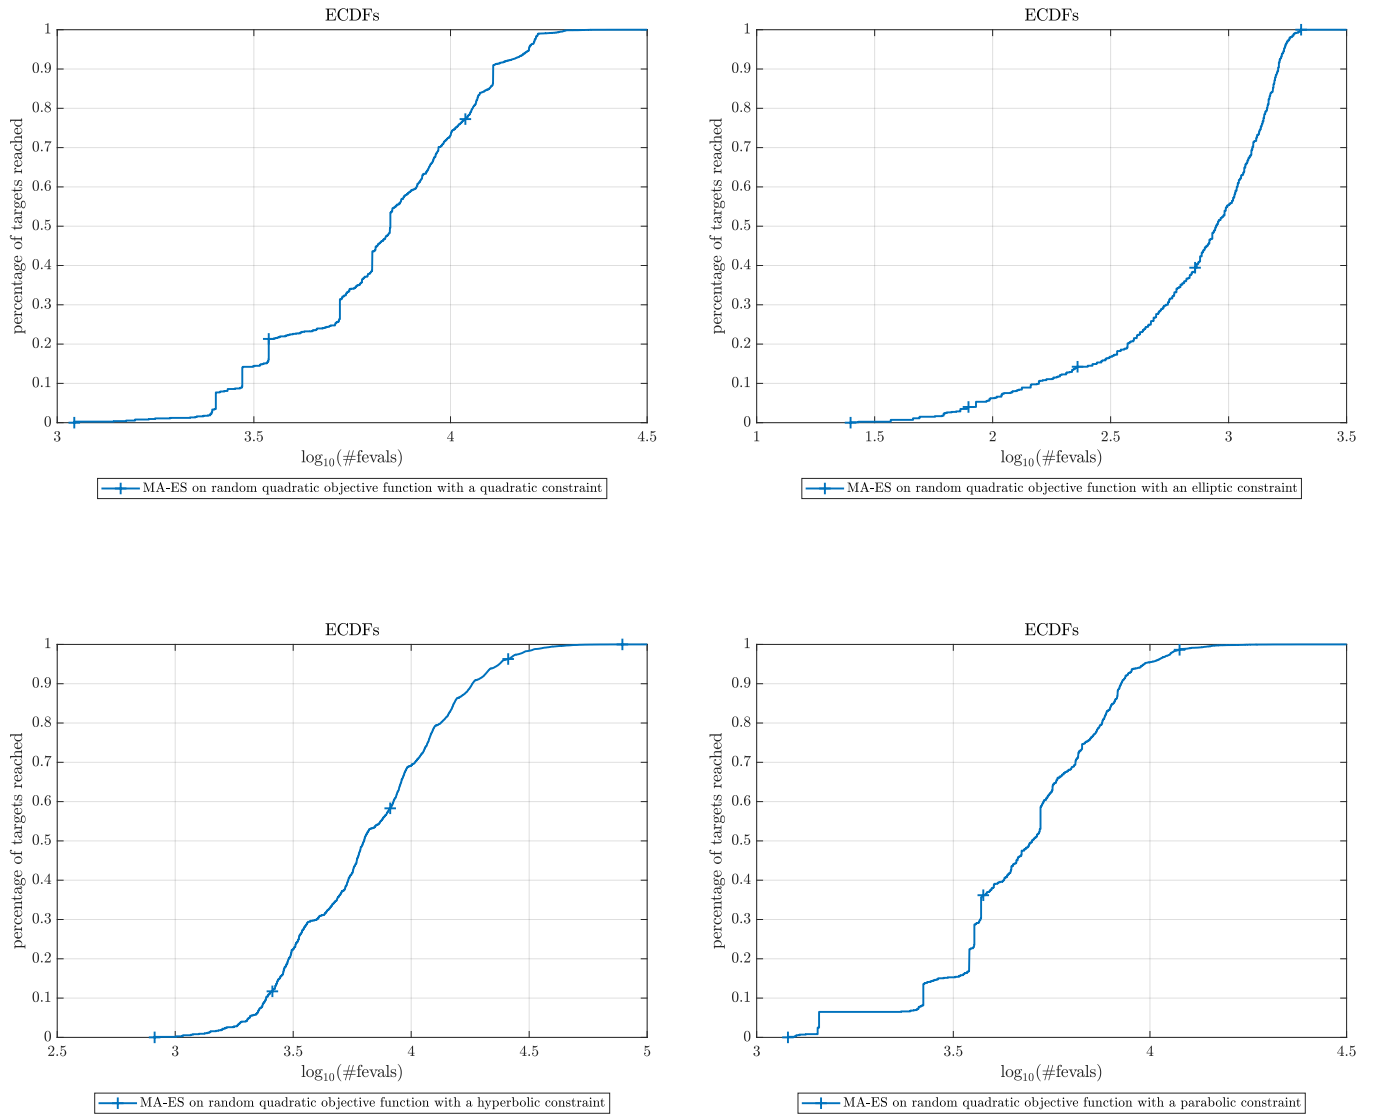 ECDFs
1
0.9
0.8
0.7
0.6
0.5
0.4
0.3
0.2
0.1
0
percentage of targets reached
3 3.5 4 4.5
log10(#fevals)
MA-ES on random quadratic objective function with a quadratic constraint
ECDFs
1
0.9
0.8
0.7
0.6
0.5
0.4
0.3
0.2
0.1
0
percentage of targets reached
1 1.5 2 2.5 3 3.5
log10(#fevals)
MA-ES on random quadratic objective function with an elliptic constraint
ECDFs
1
0.9
0.8
0.7
0.6
0.5
0.4
0.3
0.2
0.1
0
percentage of targets reached
2.5 3 3.5 4 4.5 5
log10(#fevals)
MA-ES on random quadratic objective function with a hyperbolic constraint
ECDFs
1
0.9
0.8
0.7
0.6
0.5
0.4
0.3
0.2
0.1
0
percentage of targets reached
3 3.5 4 4.5
log10(#fevals)
MA-ES on random quadratic objective function with a parabolic constraint